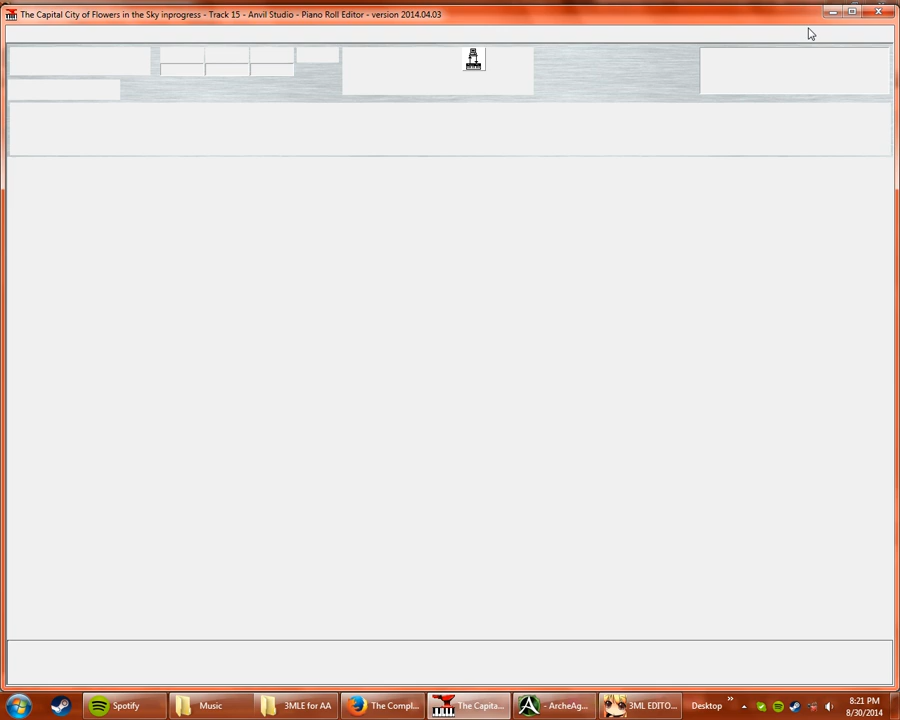 The Capital City of Flowers in the Sky inprogress - Track 15 - Anvil Studio - Piano Roll Editor - version 2014.04.03
Spotify
Music
3MLE for AA
The Compl...
The Capita...
- ArcheAg...
3ML EDITO...
Desktop
8:21 PM
8/30/2014